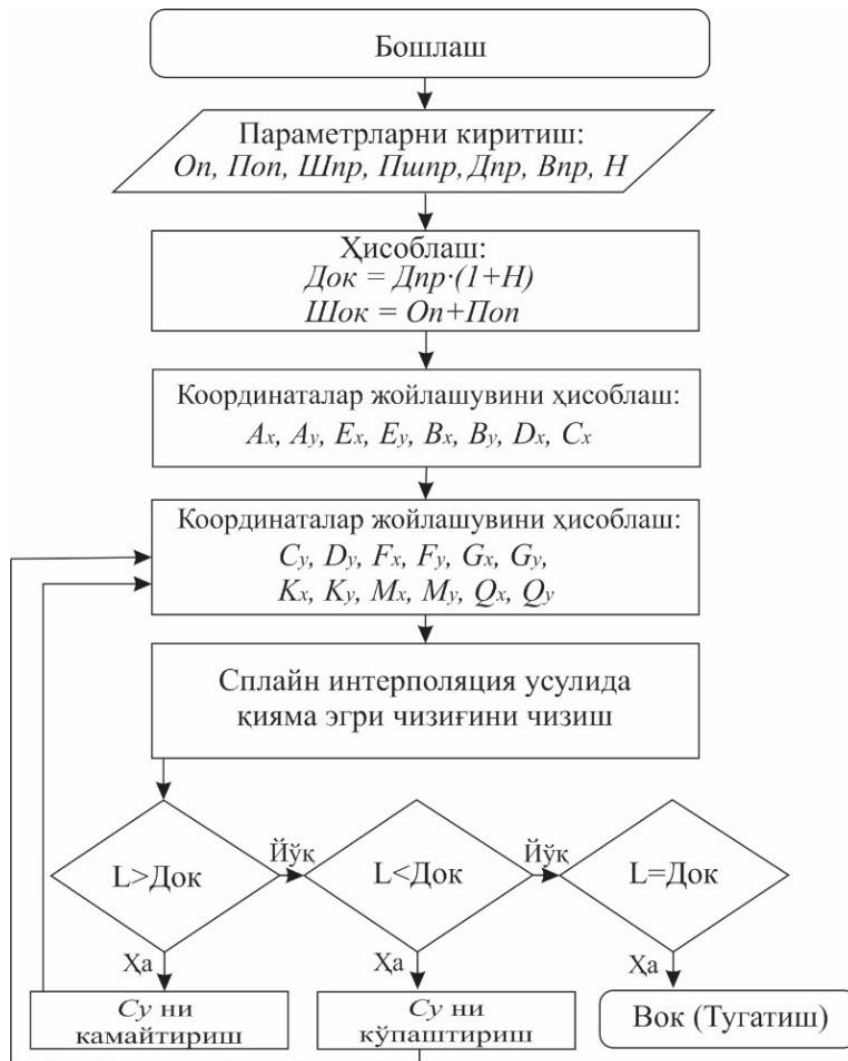 Бошлаш
Параметрларни киритиш:
Оп, Поп, Шпр, Пшпр, Дпр, Впр, Н
Ҳисоблаш:
Док = Дпр·(1+Н)
Шок = Оп+Поп
Координаталар жойлашувини ҳисоблаш:
Ax, Ay, Ex, Ey, Bx, By, Dx, Cx
Координаталар жойлашувини ҳисоблаш:
Cy, Dy, Fx, Fy, Gx, Gy,
Kx, Ky, Mx, My, Qx, Qy
Сплайн интерполяция усулида
қияма эгри чизиғини чизиш
L>Док
Йўқ
L<Док
Йўқ
L=Док
Ҳа
Ҳа
Ҳа
Cy ни
камайтириш
Cy ни
кўпаштириш
Вок (Тугатиш)